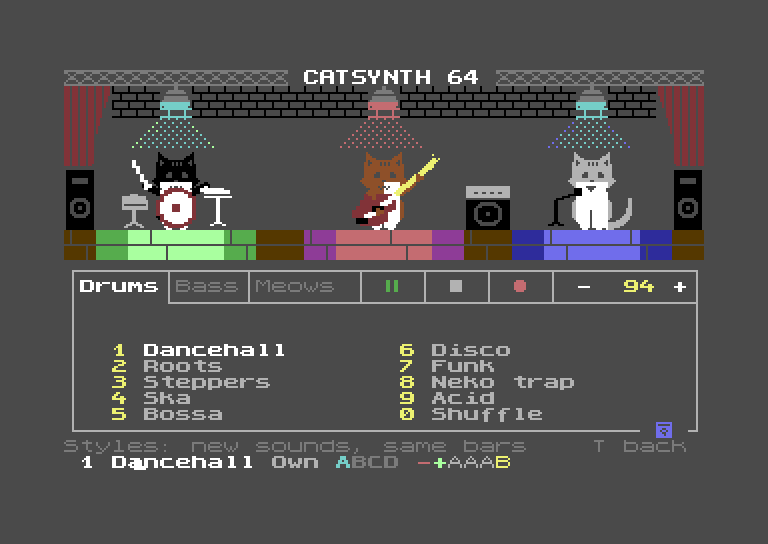 CATSYNTH 64
Drums Bass Meows - 94 +
1 Dancehall 6 Disco
2 Roots 7 Funk
3 Steppers 8 Neko trap
4 Ska 9 Acid
5 Bossa 0 Shuffle
Styles: new sounds, same bars T back
1 Dancehall Own ABCD -+AAAB